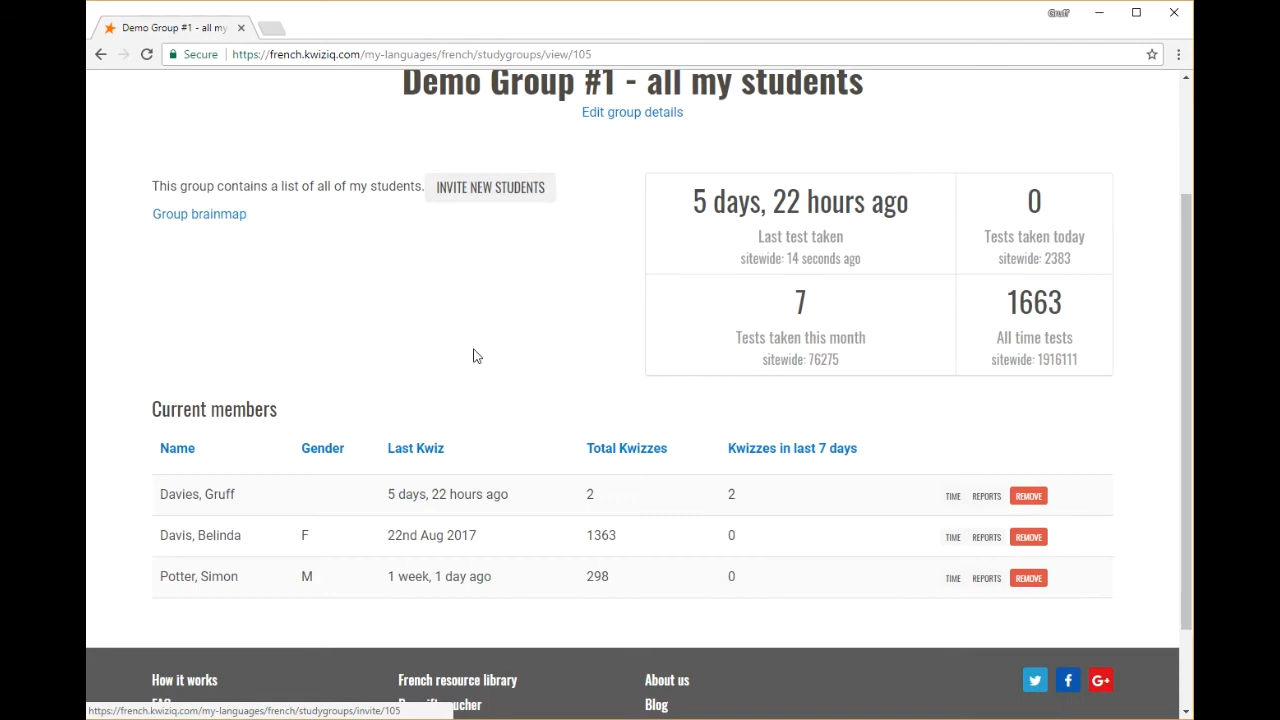 Demo Group #1 - all my
Gruff
Secure https://french.kwiziq.com/my-languages/french/studygroups/view/105
Demo Group #1 - all my students
Edit group details
This group contains a list of all of my students. INVITE NEW STUDENTS
Group brainmap
5 days, 22 hours ago
Last test taken
sitewide: 14 seconds ago
0
Tests taken today
sitewide: 2383
7
Tests taken this month
sitewide: 76275
1663
All time tests
sitewide: 1916111
Current members
Name Gender Last Kwiz Total Kwizzes Kwizzes in last 7 days
Davies, Gruff 5 days, 22 hours ago 2 2 TIME REPORTS REMOVE
Davis, Belinda F 22nd Aug 2017 1363 0 TIME REPORTS REMOVE
Potter, Simon M 1 week, 1 day ago 298 0 TIME REPORTS REMOVE
How it works French resource library About us
Blog
https://french.kwiziq.com/my-languages/french/studygroups/invite/105